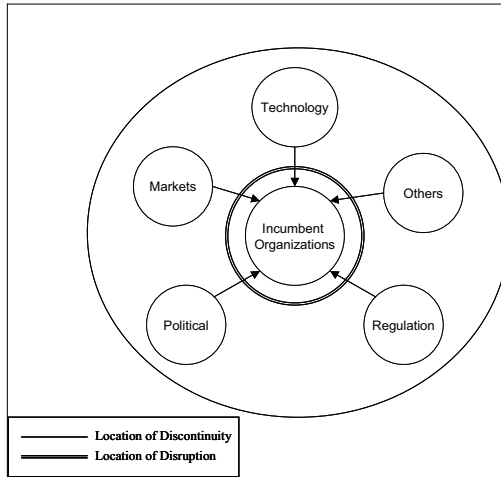 Technology
Markets
Others
Incumbent
Organizations
Political
Regulation
Location of Discontinuity
Location of Disruption